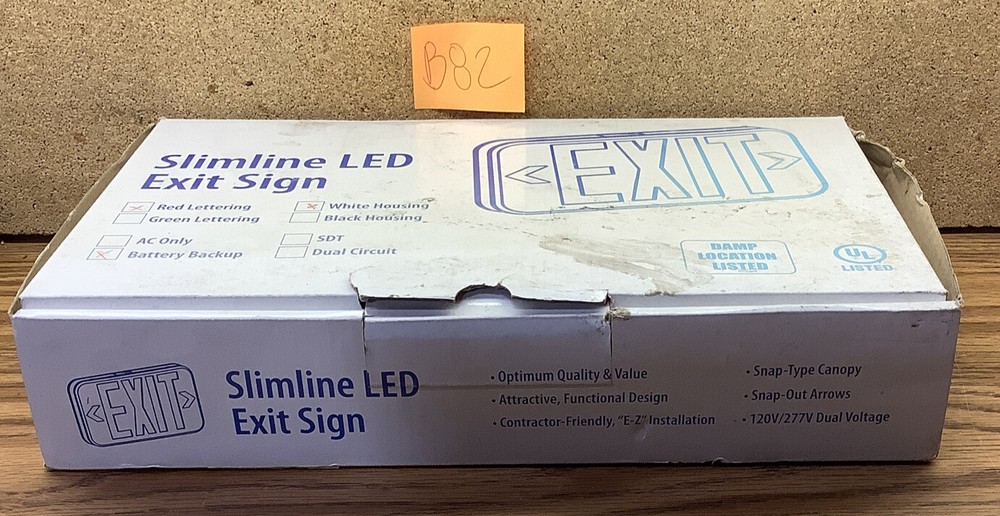 B82
Slimline LED
Exit Sign
EXIT
Red Lettering
White Housing
Green Lettering
Black Housing
AC Only
SDT
Battery Backup
Dual Circuit
DAMP
LOCATION
LISTED
UL
LISTED
EXIT
Slimline LED
Exit Sign
• Optimum Quality & Value
• Attractive, Functional Design
• Contractor-Friendly, "E-Z" Installation
• Snap-Type Canopy
• Snap-Out Arrows
• 120V/277V Dual Voltage